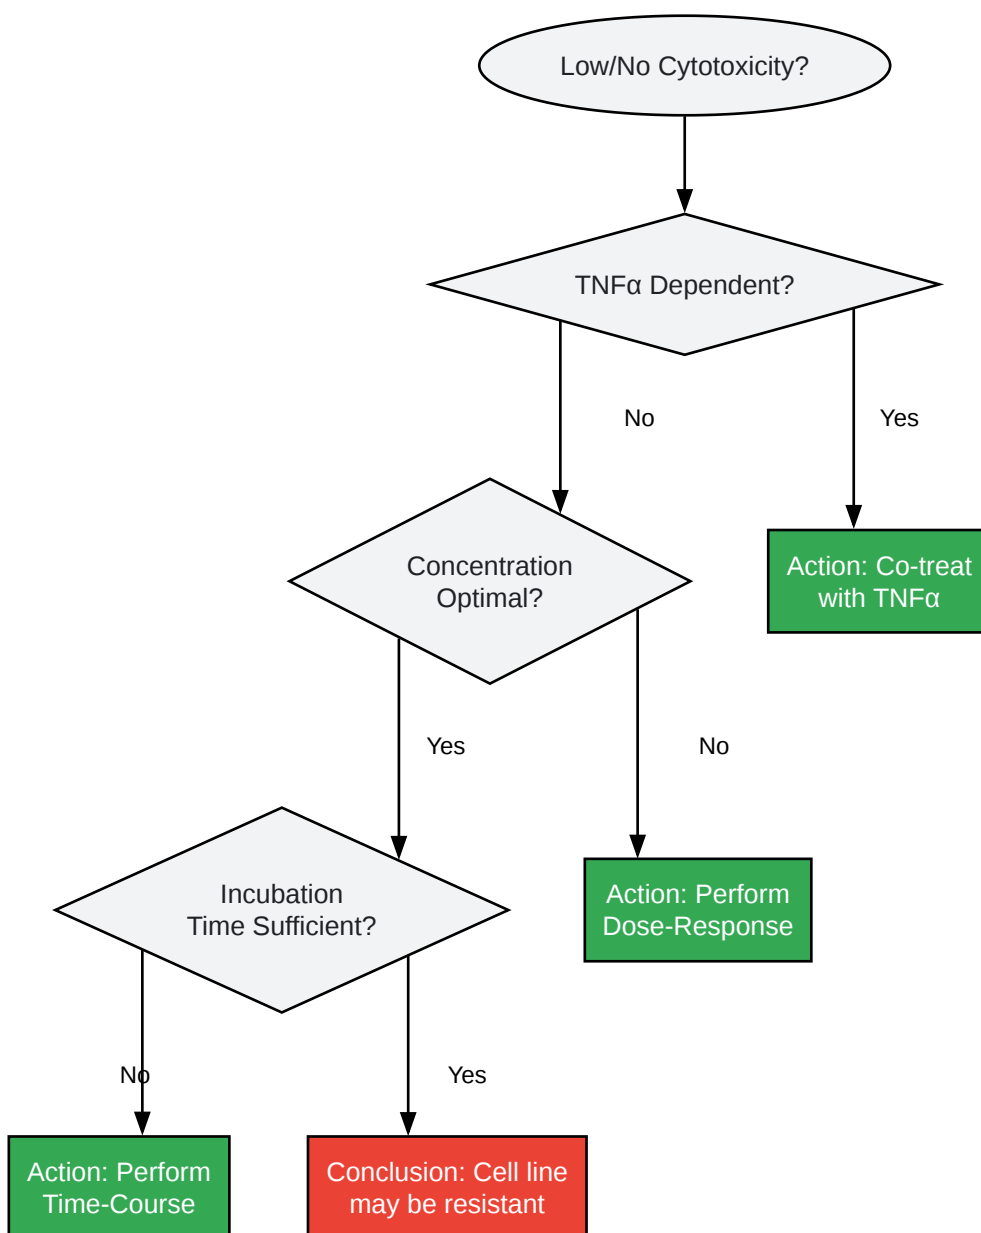 Low/No Cytotoxicity?
TNFα Dependent?
No
Yes
Concentration
Optimal?
Action: Co-treat
with TNFα
Yes
No
Incubation
Time Sufficient?
Action: Perform
Dose-Response
No
Yes
Action: Perform
Time-Course
Conclusion: Cell line
may be resistant